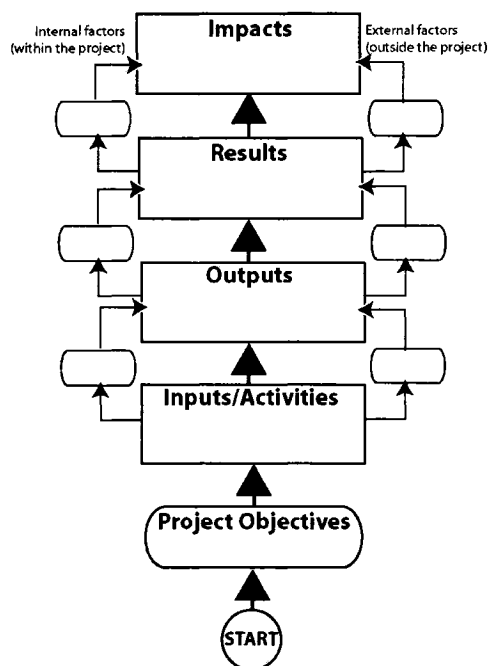 Internal factors
(within the project)
Impacts
External factors
(outside the project)
Results
Outputs
Inputs/Activities
Project Objectives
START